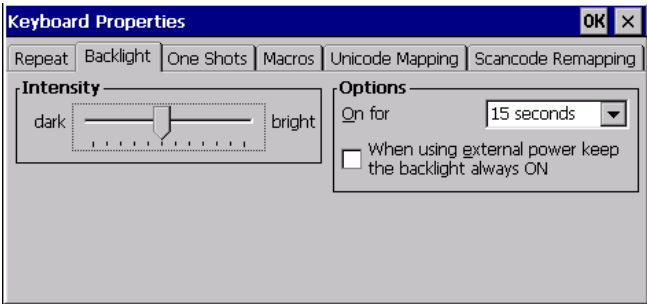 Keyboard Properties OK ×
Repeat Backlight One Shots Macros Unicode Mapping Scancode Remapping
Intensity
dark bright
Options
On for 15 seconds
When using external power keep
the backlight always ON